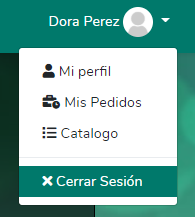 Dora Perez
Mi perfil
Mis Pedidos
Catalogo
Cerrar Sesión